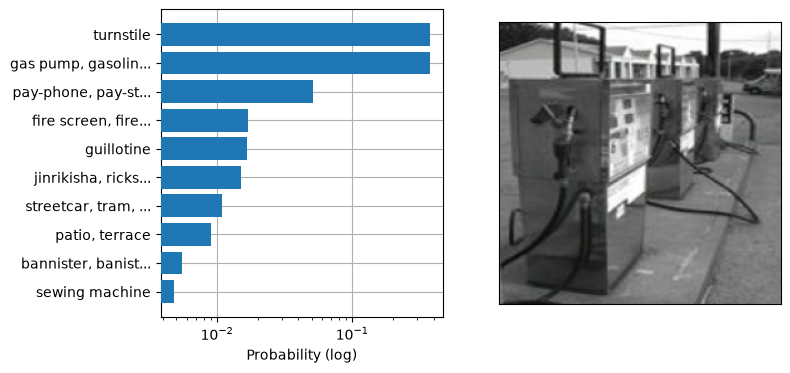 turnstile
gas pump, gasolin...
pay-phone, pay-st...
fire screen, fire...
guillotine
jinrikisha, ricks...
streetcar, tram, ...
patio, terrace
bannister, banist...
sewing machine
10⁻²
10⁻¹
Probability (log)